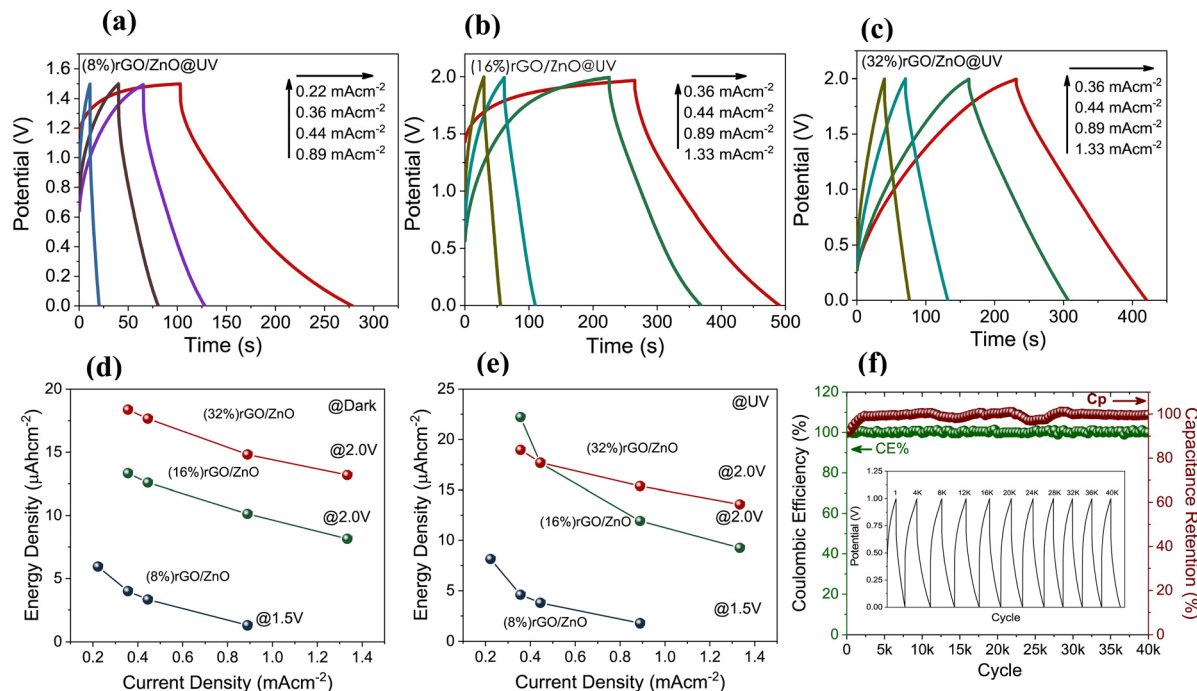 (a)
(8%)rGO/ZnO@UV
0.22 mAcm⁻²
0.36 mAcm⁻²
0.44 mAcm⁻²
0.89 mAcm⁻²
Potential (V)
1.6
1.4
1.2
1.0
0.8
0.6
0.4
0.2
0.0
0 50 100 150 200 250 300
Time (s)
(b)
(16%)rGO/ZnO@UV
0.36 mAcm⁻²
0.44 mAcm⁻²
0.89 mAcm⁻²
1.33 mAcm⁻²
Potential (V)
2.0
1.5
1.0
0.5
0.0
0 100 200 300 400 500
Time (s)
(c)
(32%)rGO/ZnO@UV
0.36 mAcm⁻²
0.44 mAcm⁻²
0.89 mAcm⁻²
1.33 mAcm⁻²
Potential (V)
2.0
2.0
1.0
0.5
0.0
0 100 200 300 400
Time (s)
(d)
@Dark
(32%)rGO/ZnO
@2.0V
(16%)rGO/ZnO
@2.0V
(8%)rGO/ZnO
@1.5V
Energy Density (µAhcm⁻²)
20
18
16
14
12
10
8
6
4
2
0
0.2 0.4 0.6 0.8 1.0 1.2 1.4
Current Density (mAcm⁻²)
(e)
@UV
(32%)rGO/ZnO
@2.0V
(16%)rGO/ZnO
@2.0V
(8%)rGO/ZnO
@1.5V
Energy Density (µAhcm⁻²)
25
20
15
10
5
0
0.2 0.4 0.6 0.8 1.0 1.2 1.4
Current Density (mAcm⁻²)
(f)
Cp
CE%
Coulombic Efficiency (%)
120
100
80
60
40
20
0
Capacitance Retention (%)
100
80
60
40
20
0
0 5k 10k 15k 20k 25k 30k 35k 40k
Cycle
Potential (V)
1.25
1.00
0.75
0.50
0.25
0.00
1 4K 8K 12K 16K 20K 24K 28K 32K 36K 40K
Cycle